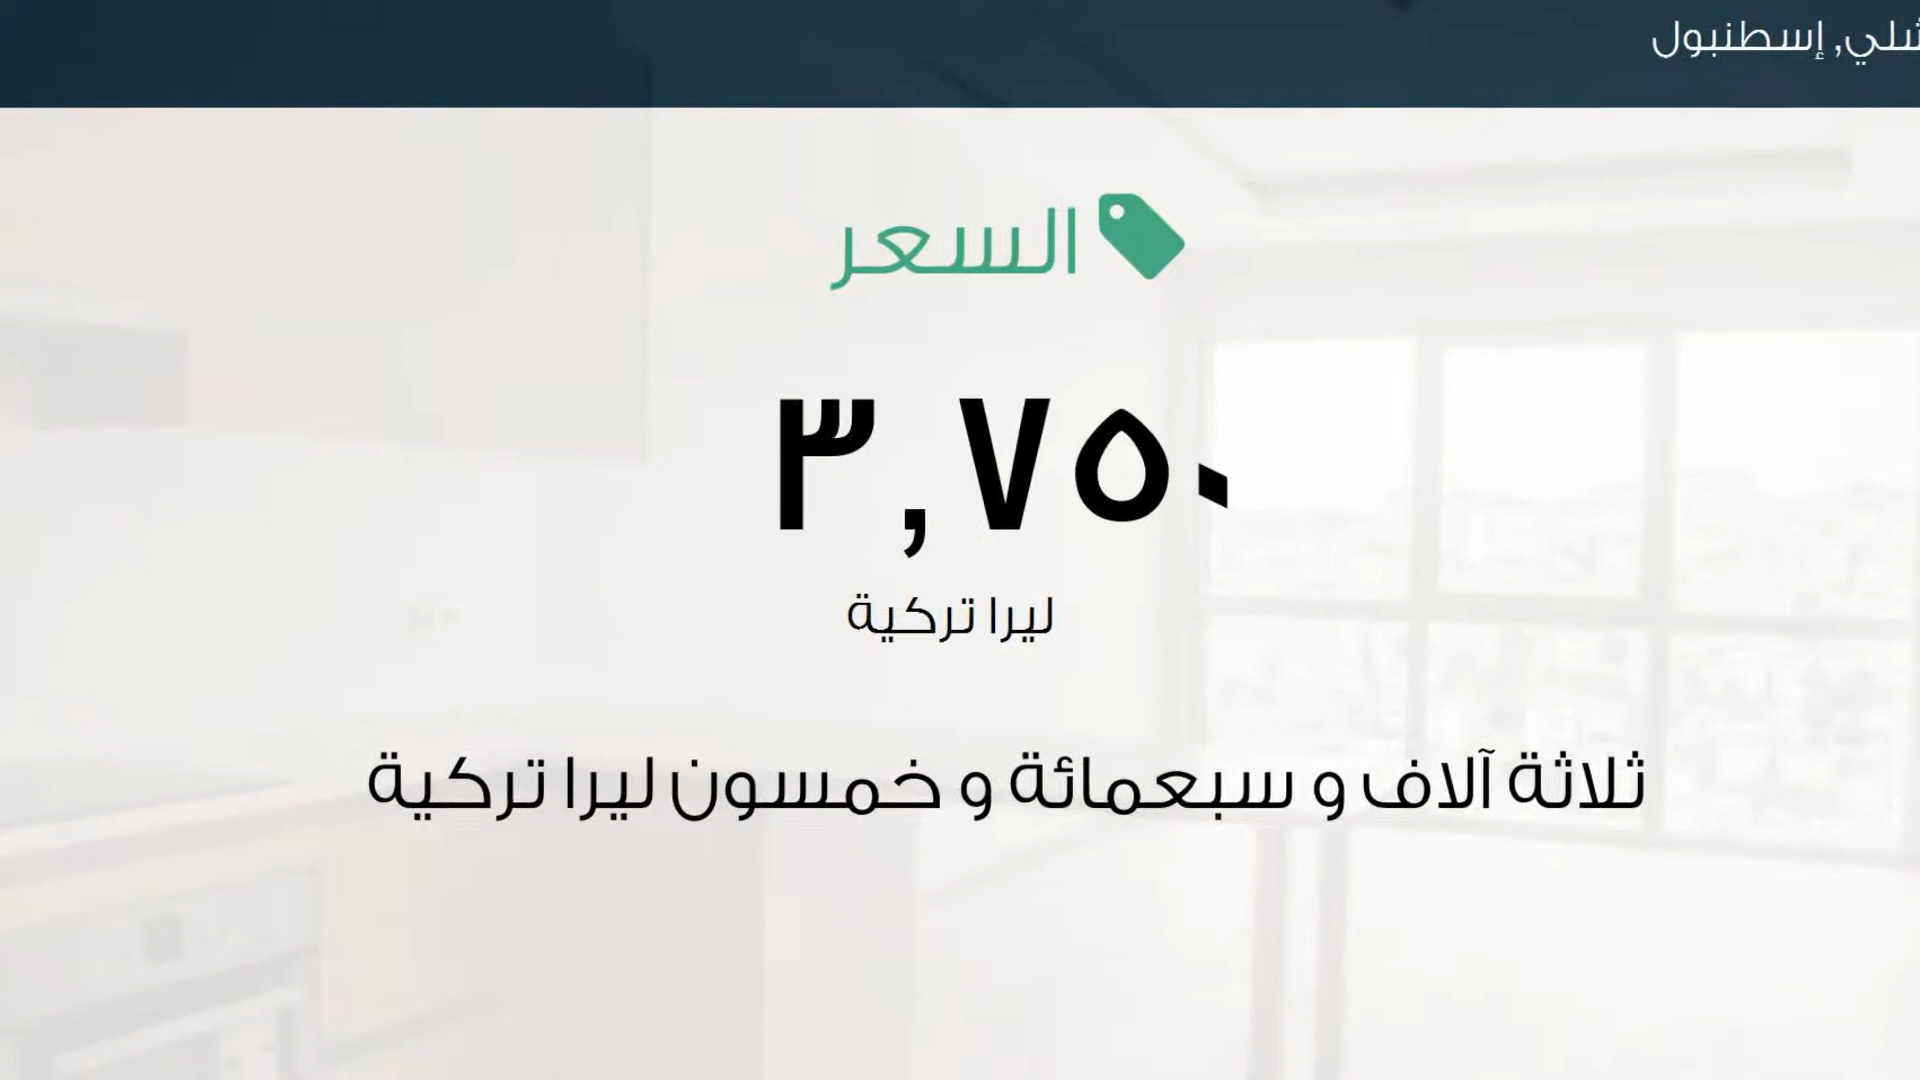 شلي, إسطنبول
السعر
٣,٧٥٠
ليرا تركية
ثلاثة آلاف و سبعمائة و خمسون ليرا تركية